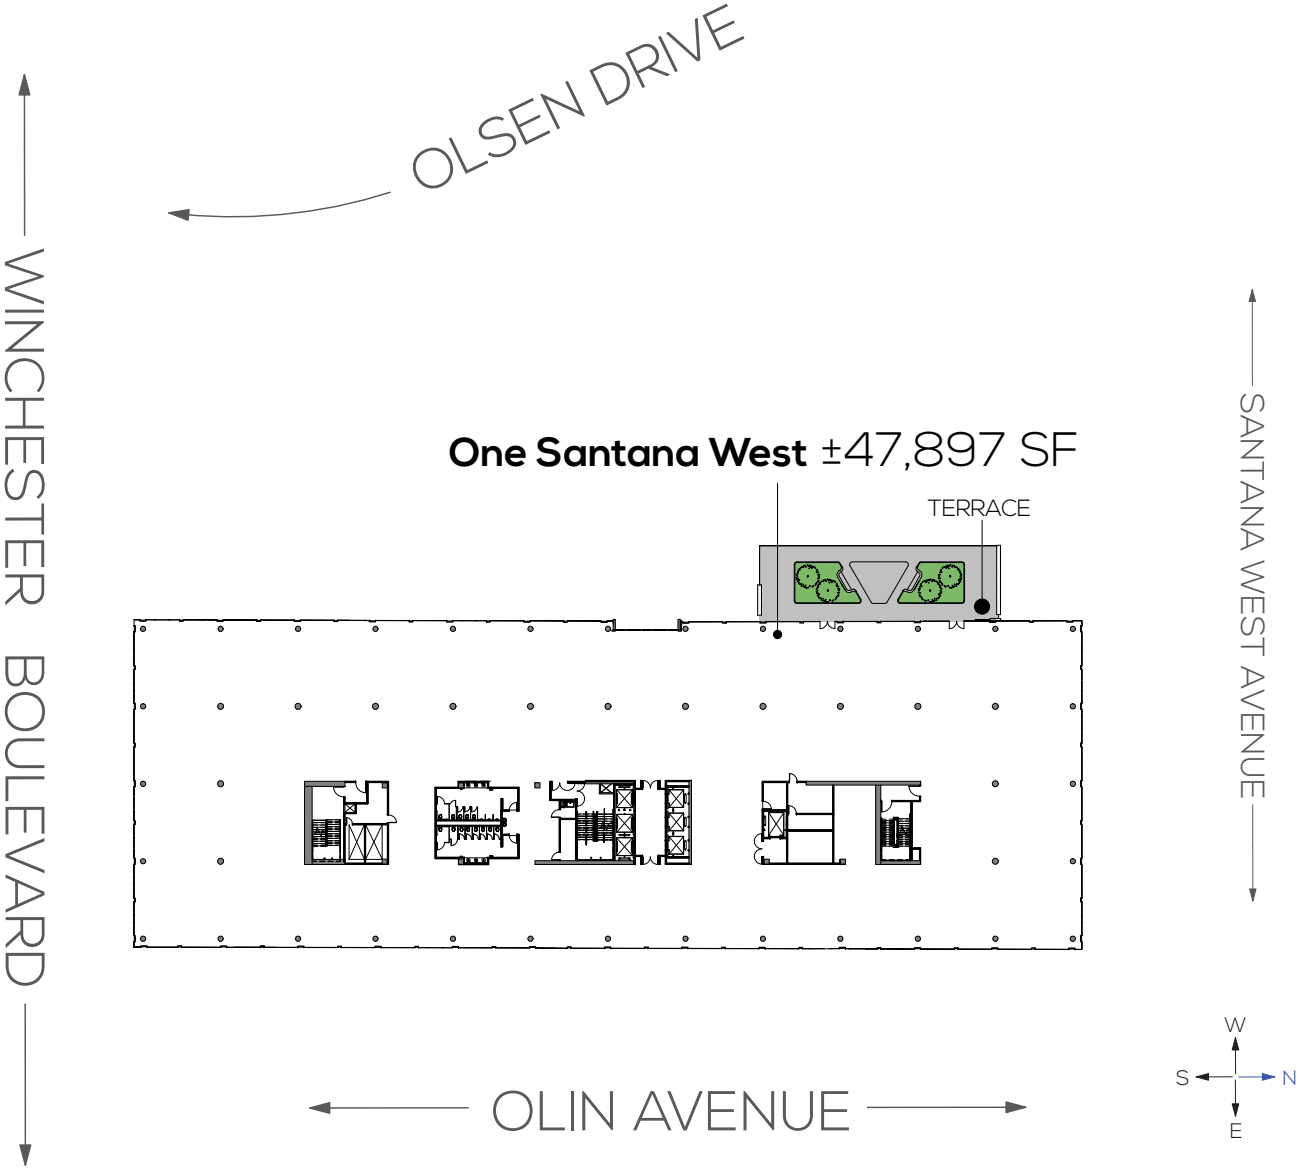 OLSEN DRIVE
WINCHESTER BOULEVARD
One Santana West ±47,897 SF
TERRACE
SANTANA WEST AVENUE
OLIN AVENUE
W
S N
E